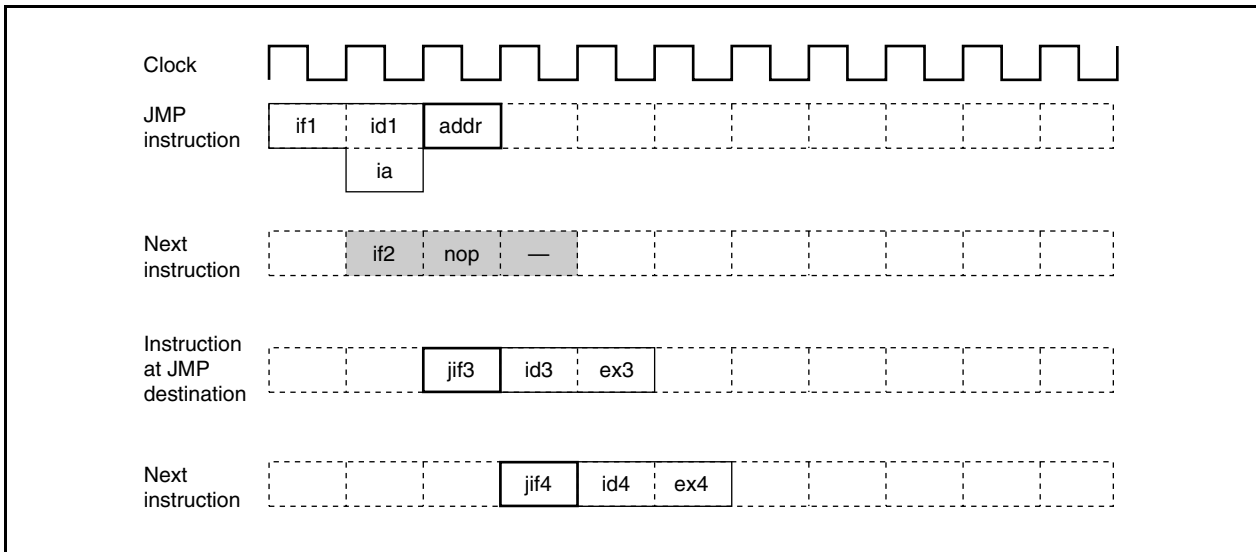 Clock
JMP
instruction
if1 id1 addr
ia
Next
instruction
if2 nop —
Instruction
at JMP
destination
jif3 id3 ex3
Next
instruction
jif4 id4 ex4